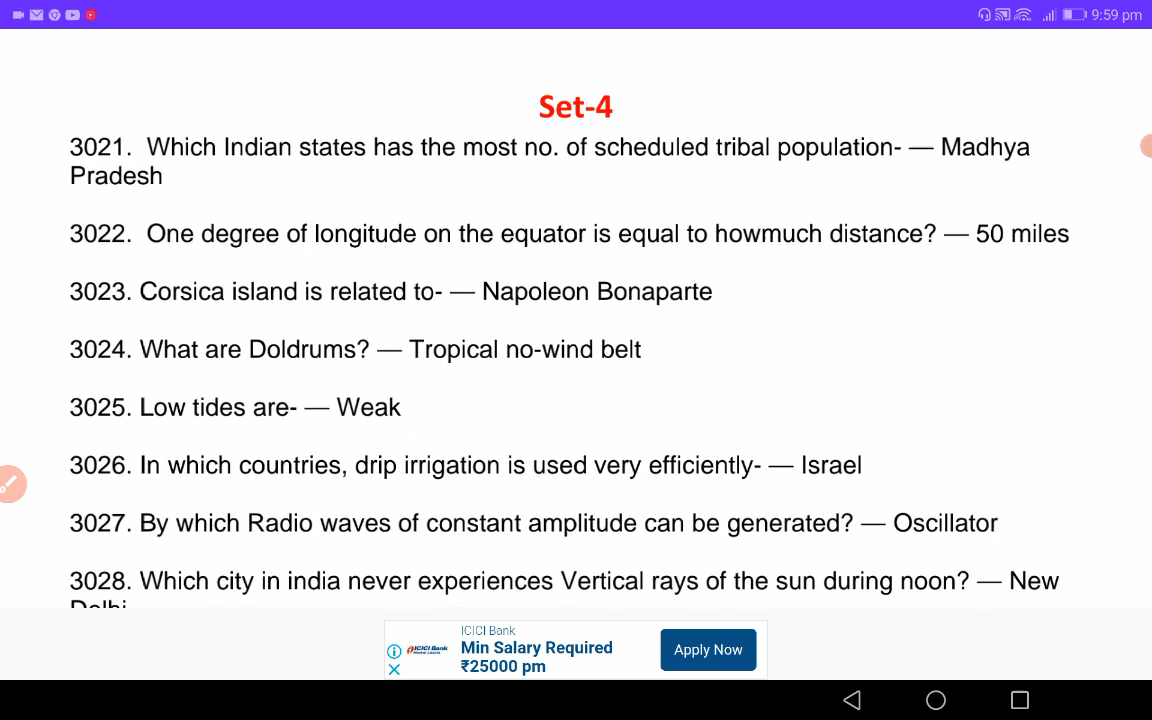 9:59 pm
Set-4
3021. Which Indian states has the most no. of scheduled tribal population- — Madhya
Pradesh
3022. One degree of longitude on the equator is equal to howmuch distance? — 50 miles
3023. Corsica island is related to- — Napoleon Bonaparte
3024. What are Doldrums? — Tropical no-wind belt
3025. Low tides are- — Weak
3026. In which countries, drip irrigation is used very efficiently- — Israel
3027. By which Radio waves of constant amplitude can be generated? — Oscillator
3028. Which city in india never experiences Vertical rays of the sun during noon? — New
Delhi
ICICI Bank
ICICI Bank
Home Loans
Min Salary Required
₹25000 pm
Apply Now